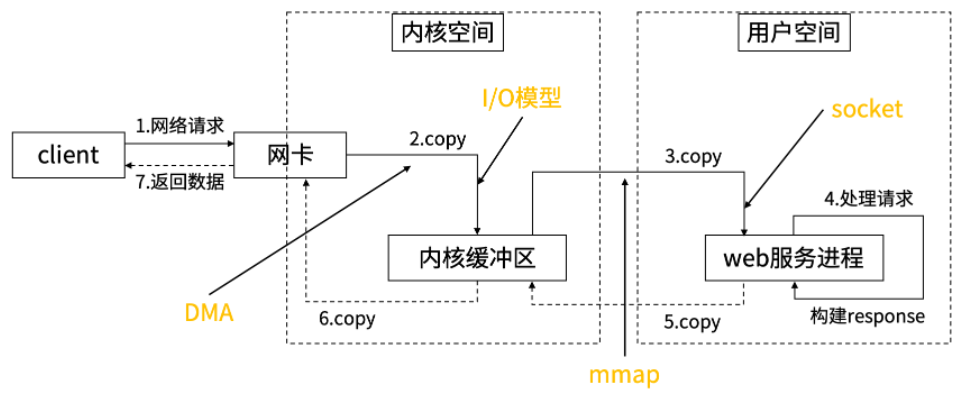 内核空间
用户空间
I/O模型
socket
1.网络请求
client
网卡
2.copy
3.copy
7.返回数据
4.处理请求
内核缓冲区
web服务进程
DMA
6.copy
5.copy
构建response
mmap